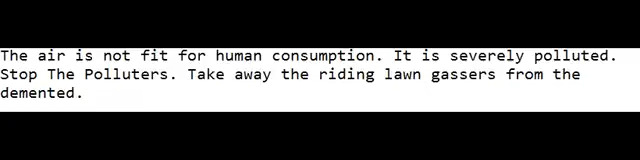 The air is not fit for human consumption. It is severely polluted.
Stop The Polluters. Take away the riding lawn gassers from the
demented.